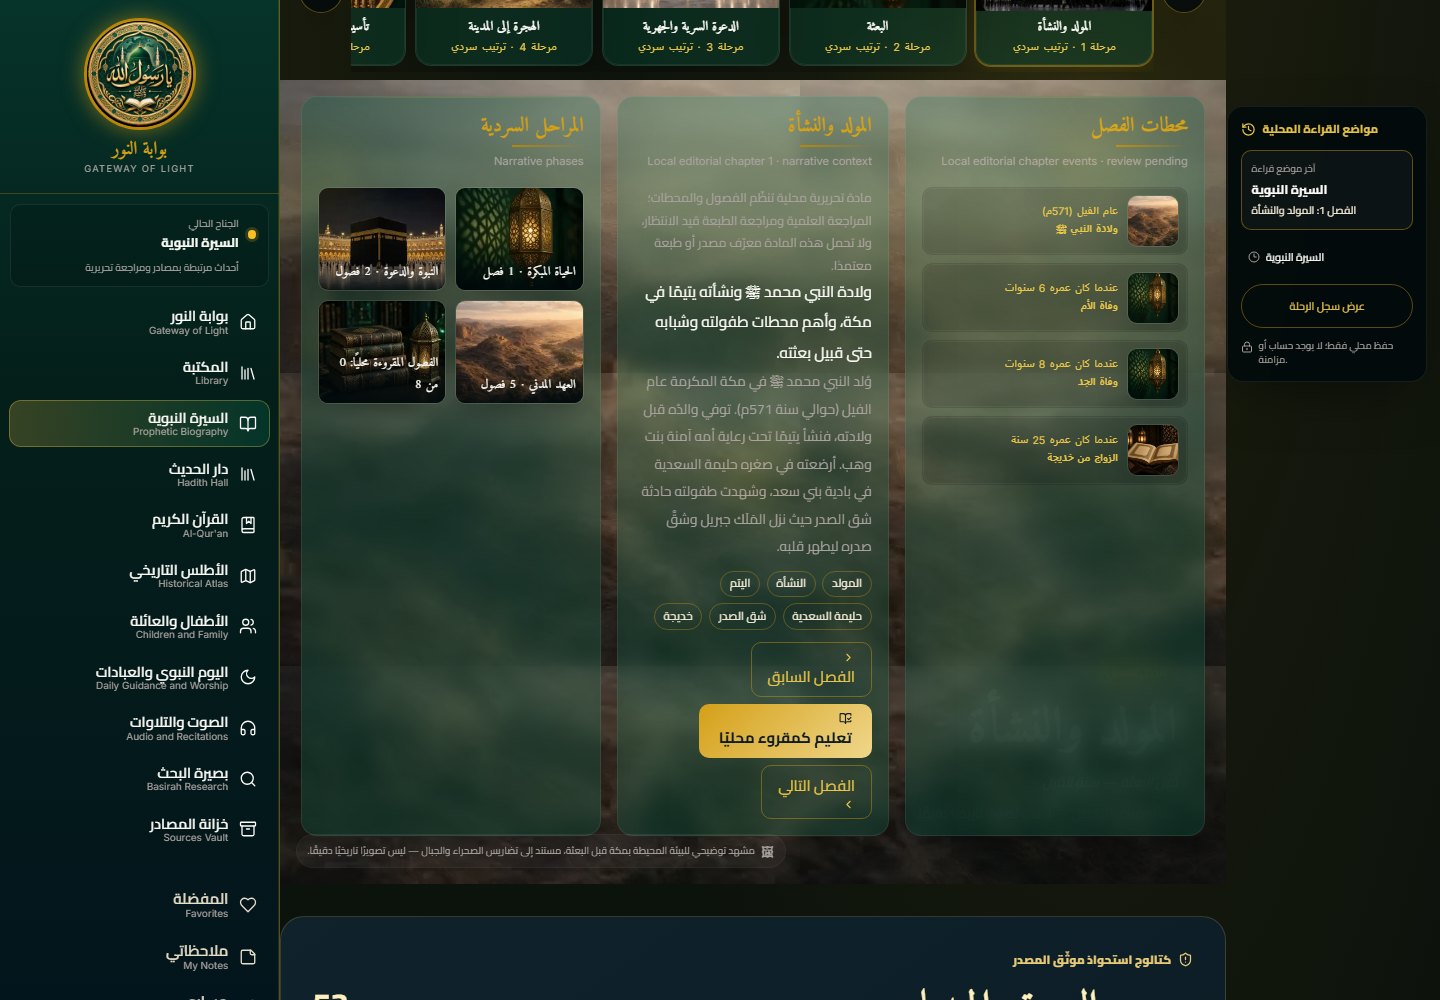 يا رسول الله
بوابة النور
GATEWAY OF LIGHT
الجناح الحالي
السيرة النبوية
أحداث مرتبطة بمصادر ومراجعة تحريرية
بوابة النور
Gateway of Light
المكتبة
Library
السيرة النبوية
Prophetic Biography
دار الحديث
Hadith Hall
القرآن الكريم
Al-Qur'an
الأطلس التاريخي
Historical Atlas
الأطفال والعائلة
Children and Family
اليوم النبوي والعبادات
Daily Guidance and Worship
الصوت والتلاوات
Audio and Recitations
بصيرة البحث
Basirah Research
خزانة المصادر
Sources Vault
المفضلة
Favorites
ملاحظاتي
My Notes
المولد والنشأة
مرحلة 1 · ترتيب سردي
البعثة
مرحلة 2 · ترتيب سردي
الدعوة السرية والجهرية
مرحلة 3 · ترتيب سردي
الهجرة إلى المدينة
مرحلة 4 · ترتيب سردي
محطات الفصل
Local editorial chapter events · review pending
عام الفيل (571م)
ولادة النبي ﷺ
عندما كان عمره 6 سنوات
وفاة الأم
عندما كان عمره 8 سنوات
وفاة الجد
عندما كان عمره 25 سنة
الزواج من خديجة
المولد والنشأة
المولد والنشأة
Local editorial chapter 1 · narrative context
مادة تحريرية محلية تنظّم الفصول والمحطات؛
المراجعة العلمية ومراجعة الطبعة قيد الانتظار،
ولا تحمل هذه المادة معرّف مصدر أو طبعة
معتمدًا.
ولادة النبي محمد ﷺ ونشأته يتيمًا في
مكة، وأهم محطات طفولته وشبابه
حتى قبيل بعثته.
وُلد النبي محمد ﷺ في مكة المكرمة عام
الفيل (حوالي سنة 571م). توفي والدُه قبل
ولادته، فنشأ يتيمًا تحت رعاية أمه آمنة بنت
وهب. أرضعته في صغره حليمة السعدية
في بادية بني سعد، وشهدت طفولته حادثة
شق الصدر حيث نزل المَلَك جبريل وشقَّ
صدره ليطهر قلبه.
المولد
النشأة
اليتم
حليمة السعدية
شق الصدر
خديجة
الفصل السابق
تعليم كمقروء محليًا
الفصل التالي
المراحل السردية
Narrative phases
الحياة المبكرة · 1 فصل
النبوة والدعوة · 2 فصول
العهد المدني · 5 فصول
الفصول المقروءة محليًا: 0
من 8
مشهد توضيحي للبيئة المحيطة بمكة قبل البعثة، مستند إلى تضاريس الصحراء والجبال — ليس تصويرًا تاريخيًا دقيقًا.
كتالوج استحواذ موثّق المصدر
مواضع القراءة المحلية
آخر موضع قراءة
السيرة النبوية
الفصل 1: المولد والنشأة
السيرة النبوية
عرض سجل الرحلة
حفظ محلي فقط؛ لا يوجد حساب أو
مزامنة.